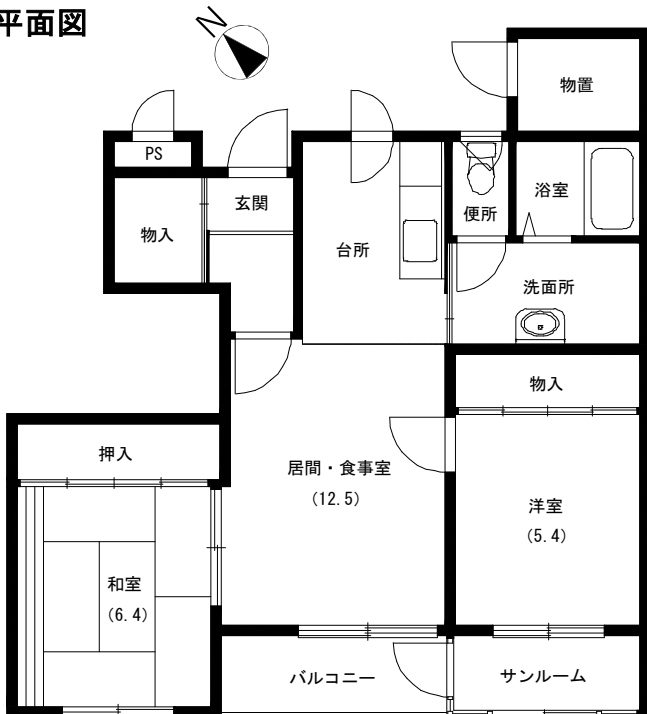 平面図
N
物置
PS
浴室
玄関
便所
物入
台所
洗面所
物入
押入
居間・食事室
(12.5)
洋室
(5.4)
和室
(6.4)
バルコニー
サンルーム